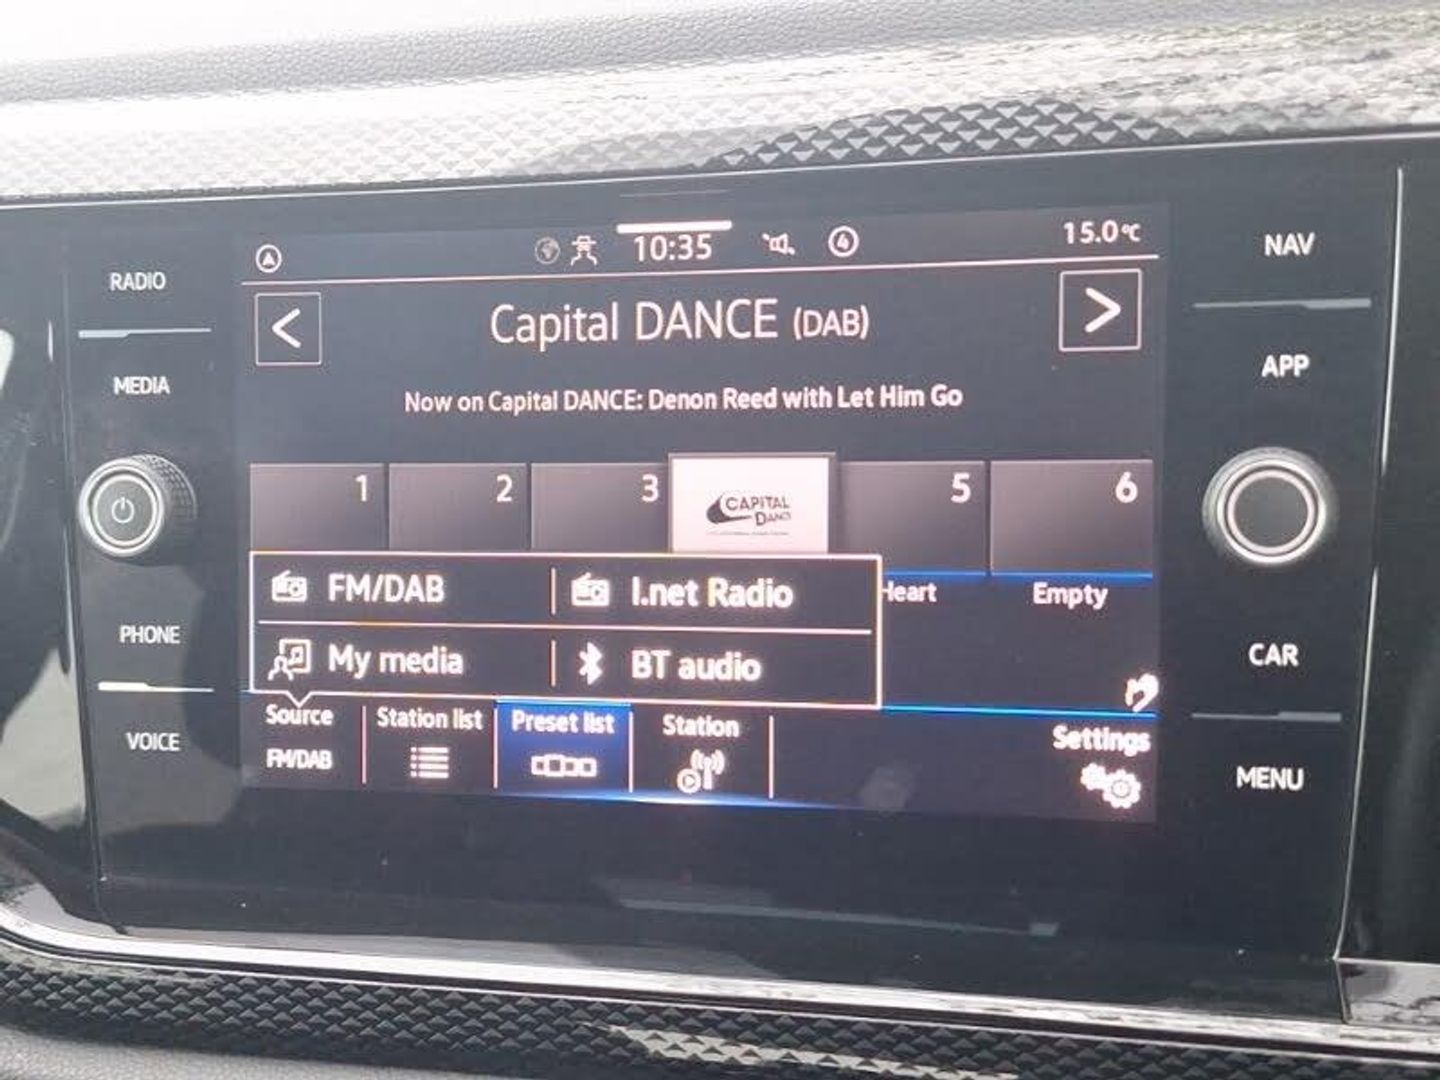 RADIO
MEDIA
PHONE
VOICE
10:35
4
15.0°C
< Capital DANCE (DAB) >
Now on Capital DANCE: Denon Reed with Let Him Go
1 2 3 CAPITAL DANCE 5 6
Heart Empty
FM/DAB I.net Radio
My media BT audio
Source Station list Preset list Station Settings
FM/DAB
NAV
APP
CAR
MENU